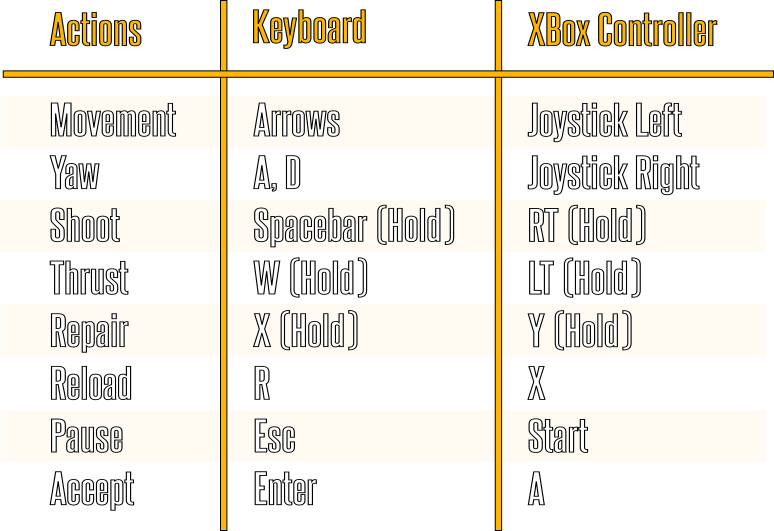 Actions Keyboard XBox Controller
Movement Arrows Joystick Left
Yaw A, D Joystick Right
Shoot Spacebar (Hold) RT (Hold)
Thrust W (Hold) LT (Hold)
Repair X (Hold) Y (Hold)
Reload R X
Pause Esc Start
Accept Enter A